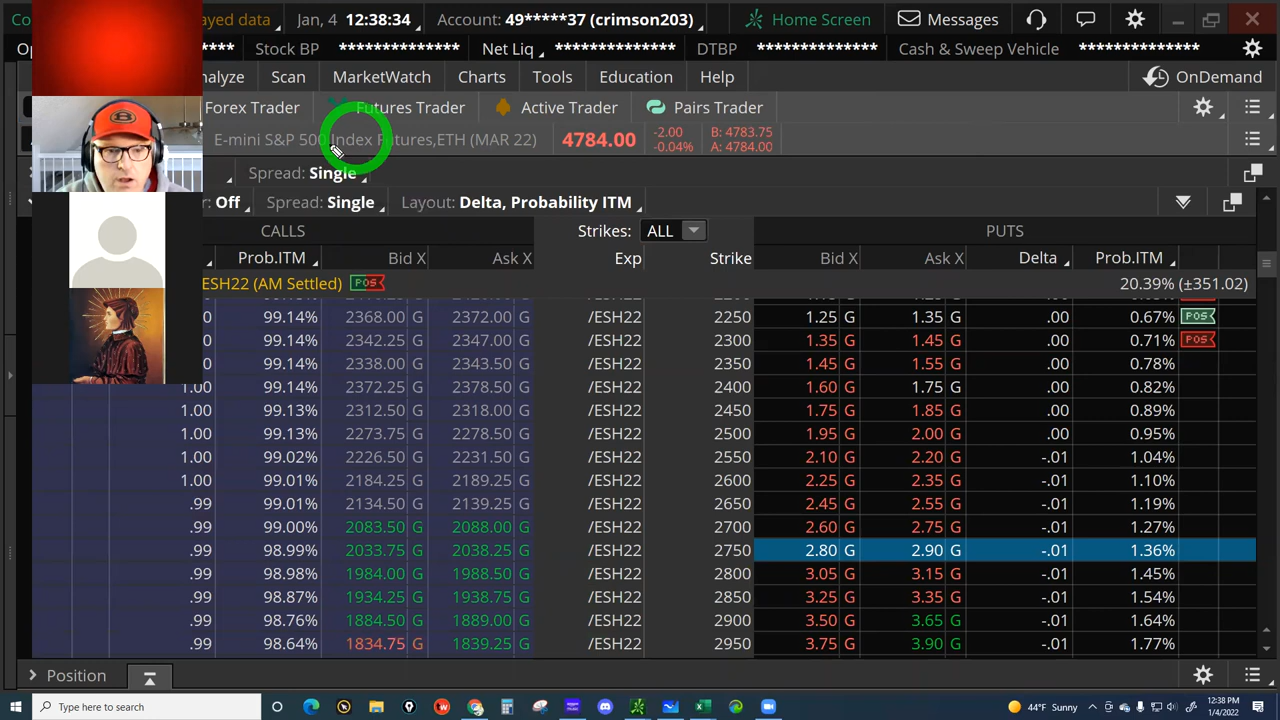 Co ayed data Jan, 4 12:38:34 Account: 49*****37 (crimson203) Home Screen Messages
Op ***** Stock BP ************* Net Liq ************* DTBP ************* Cash & Sweep Vehicle *************
nalyze Scan MarketWatch Charts Tools Education Help OnDemand
Forex Trader Futures Trader Active Trader Pairs Trader
E-mini S&P 500 Index Futures,ETH (MAR 22) 4784.00 -2.00 -0.04% B: 4783.75 A: 4784.00
Spread: Single
r: Off Spread: Single Layout: Delta, Probability ITM
CALLS Strikes: ALL PUTS
Prob.ITM Bid X Ask X Exp Strike Bid X Ask X Delta Prob.ITM
ESH22 (AM Settled) POS 20.39% (±351.02)
00 99.14% 2368.00 G 2372.00 G /ESH22 2250 1.25 G 1.35 G .00 0.67% POS
00 99.14% 2342.25 G 2347.00 G /ESH22 2300 1.35 G 1.45 G .00 0.71% POS
00 99.14% 2338.00 G 2343.50 G /ESH22 2350 1.45 G 1.55 G .00 0.78%
1.00 99.14% 2372.25 G 2378.50 G /ESH22 2400 1.60 G 1.75 G .00 0.82%
1.00 99.13% 2312.50 G 2318.00 G /ESH22 2450 1.75 G 1.85 G .00 0.89%
1.00 99.13% 2273.75 G 2278.50 G /ESH22 2500 1.95 G 2.00 G .00 0.95%
1.00 99.02% 2226.50 G 2231.50 G /ESH22 2550 2.10 G 2.20 G -.01 1.04%
1.00 99.01% 2184.25 G 2189.25 G /ESH22 2600 2.25 G 2.35 G -.01 1.10%
.99 99.01% 2134.50 G 2139.25 G /ESH22 2650 2.45 G 2.55 G -.01 1.19%
.99 99.00% 2083.50 G 2088.00 G /ESH22 2700 2.60 G 2.75 G -.01 1.27%
.99 98.99% 2033.75 G 2038.25 G /ESH22 2750 2.80 G 2.90 G -.01 1.36%
.99 98.98% 1984.00 G 1988.50 G /ESH22 2800 3.05 G 3.15 G -.01 1.45%
.99 98.87% 1934.25 G 1938.75 G /ESH22 2850 3.25 G 3.35 G -.01 1.54%
.99 98.76% 1884.50 G 1889.00 G /ESH22 2900 3.50 G 3.65 G -.01 1.64%
.99 98.64% 1834.75 G 1839.25 G /ESH22 2950 3.75 G 3.90 G -.01 1.77%
Position
Type here to search 44°F Sunny 12:38 PM
1/4/2022